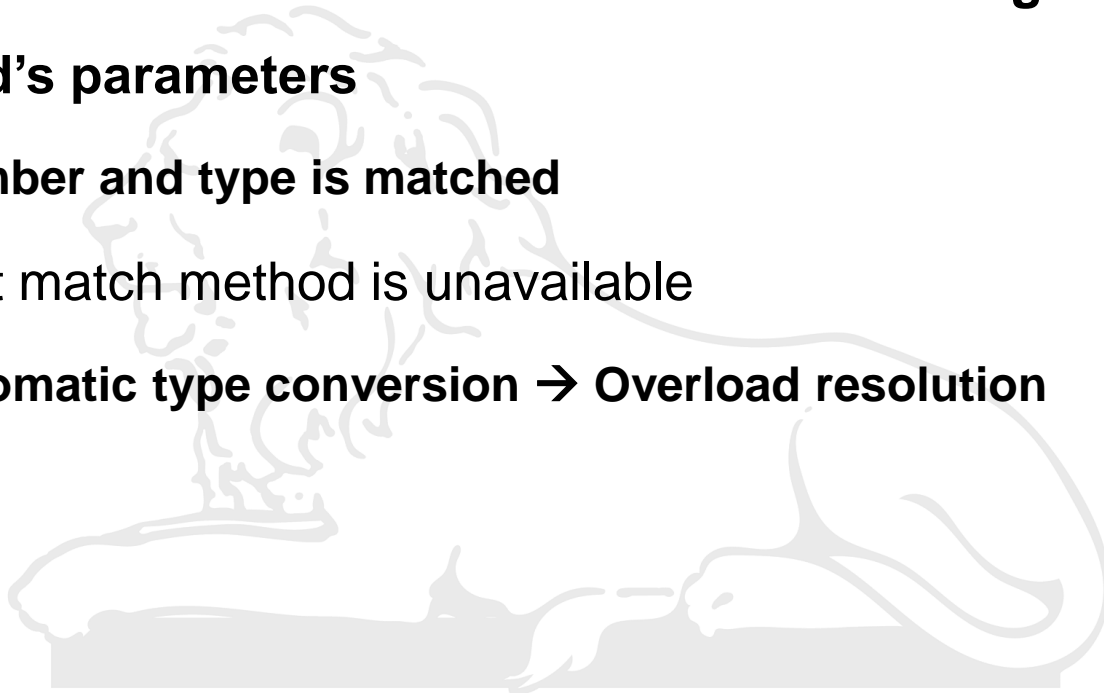 d’s parameters
nber and type is matched
t match method is unavailable
omatic type conversion → Overload resolution